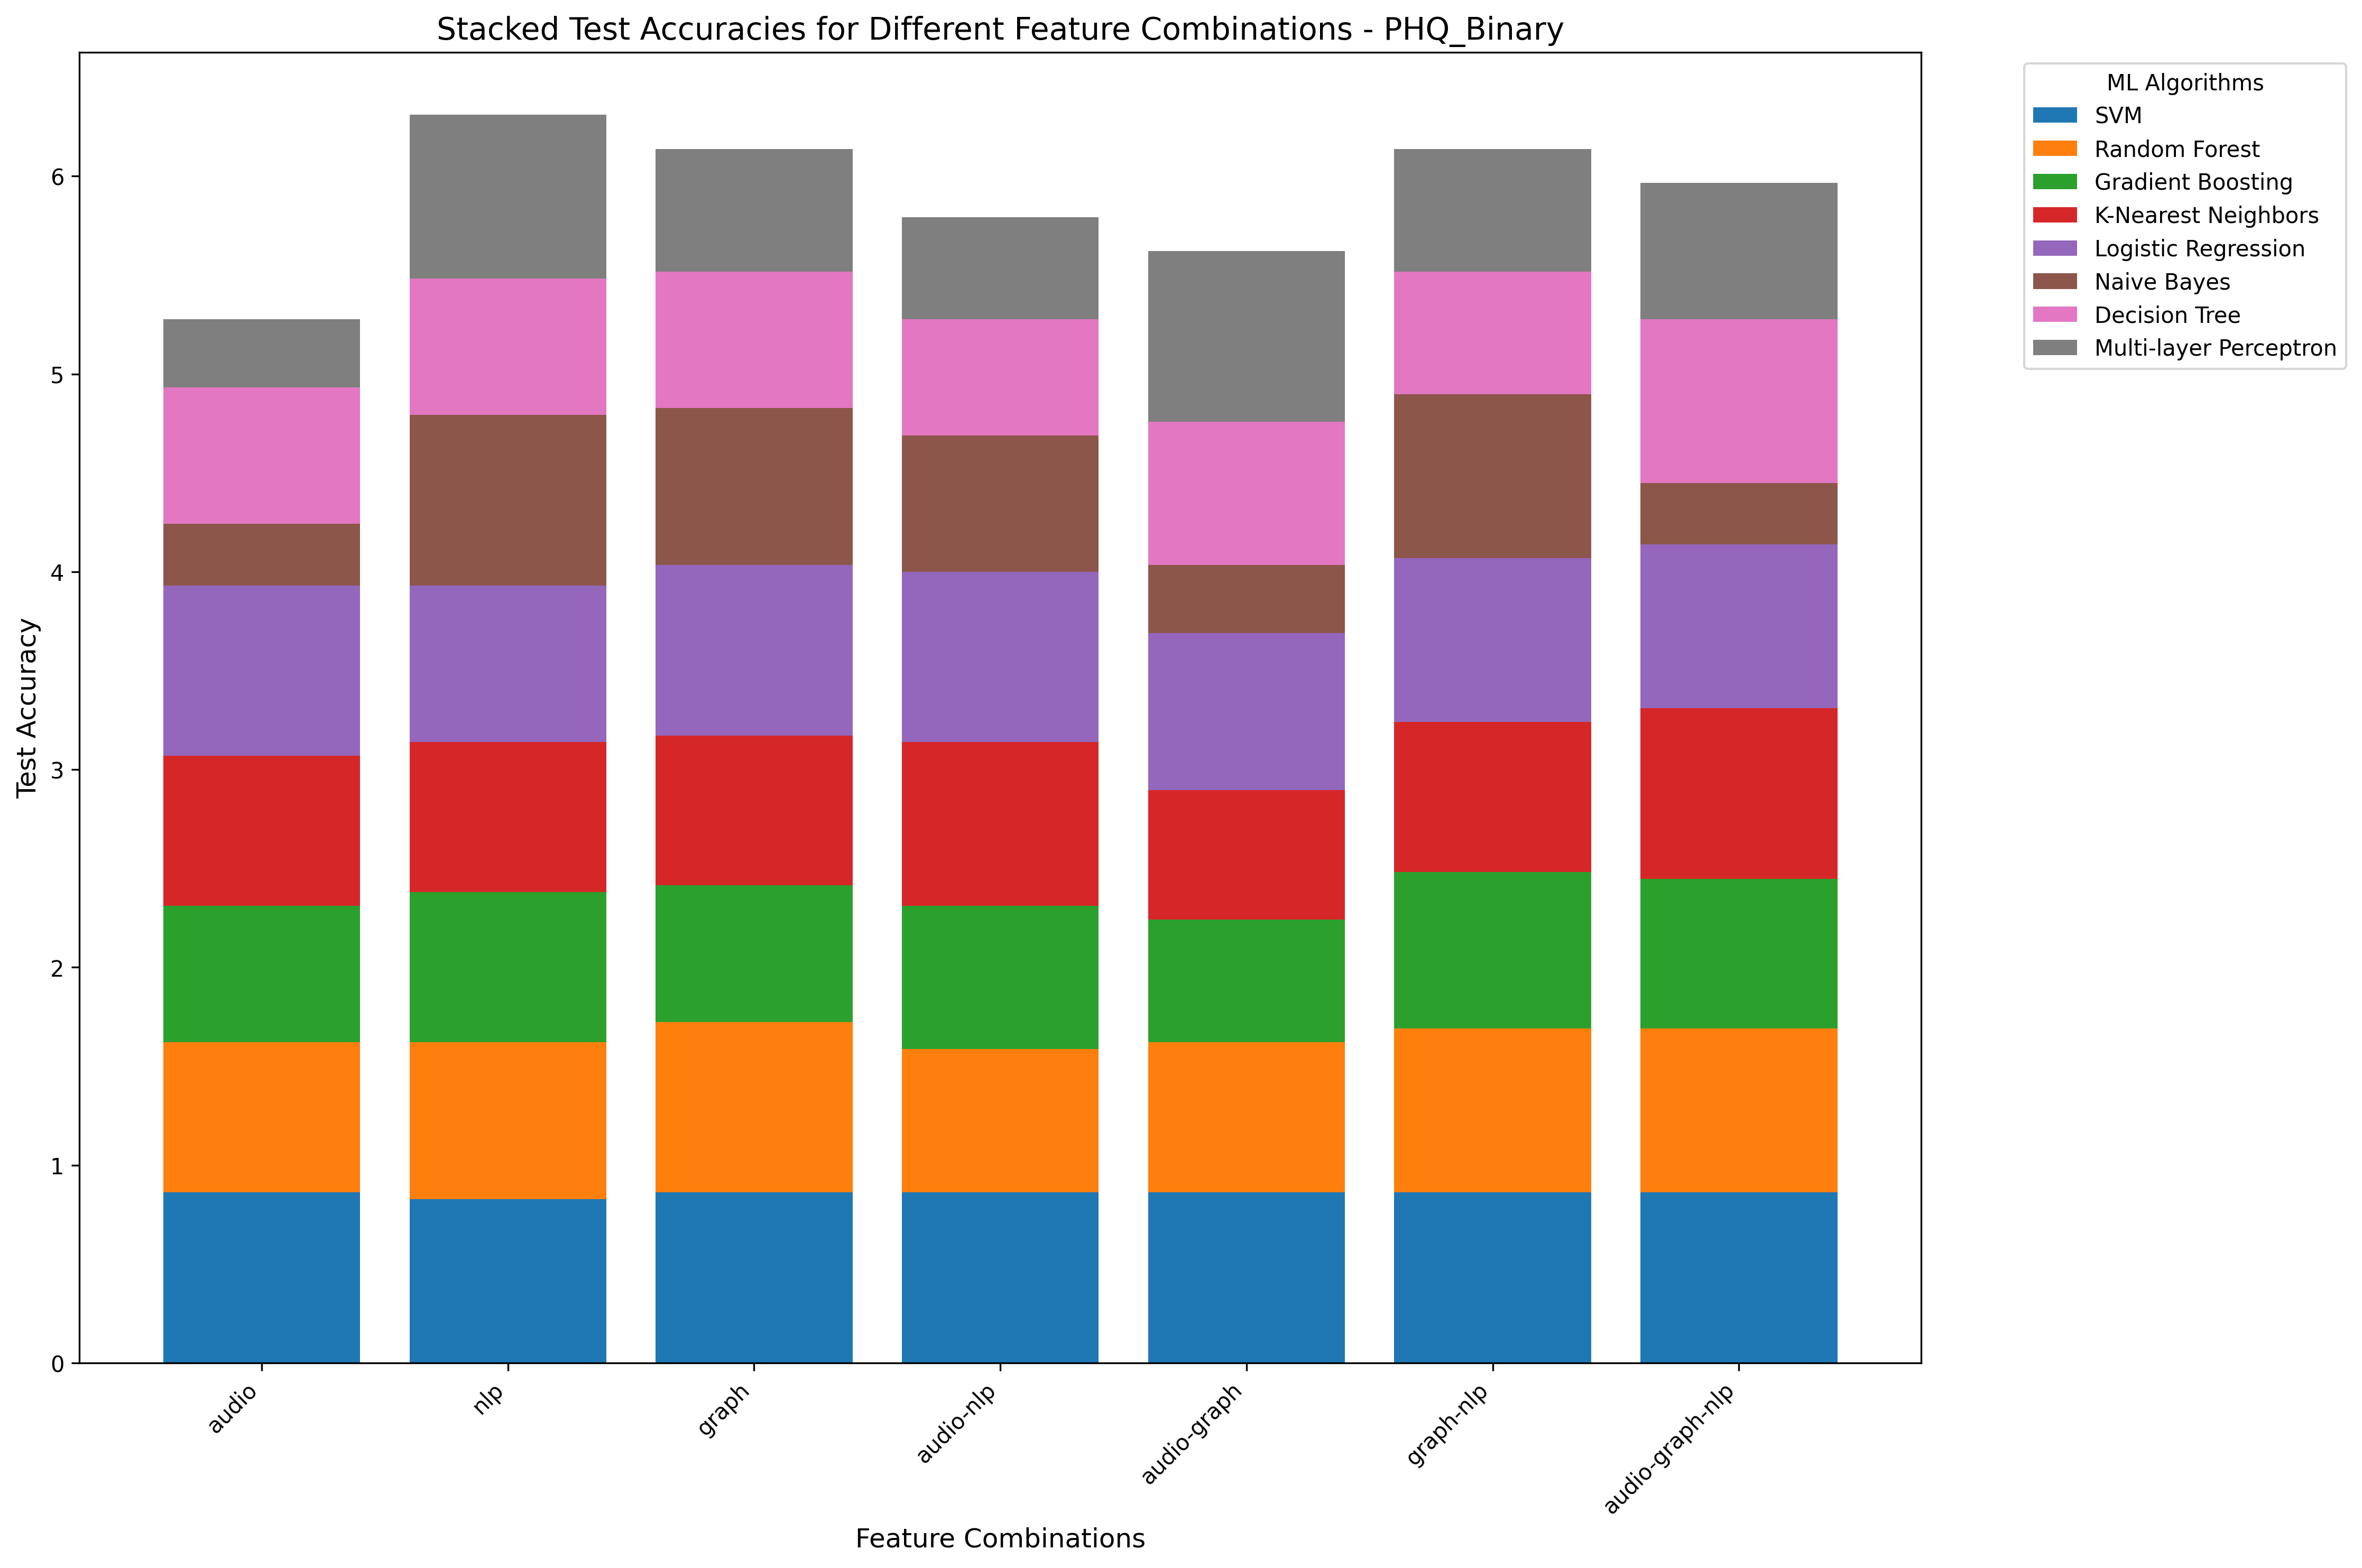 Stacked Test Accuracies for Different Feature Combinations - PHQ_Binary
ML Algorithms
SVM
Random Forest
Gradient Boosting
K-Nearest Neighbors
Logistic Regression
Naive Bayes
Decision Tree
Multi-layer Perceptron
Test Accuracy
6
5
4
3
2
1
0
audio
nlp
graph
audio-nlp
audio-graph
graph-nlp
audio-graph-nlp
Feature Combinations